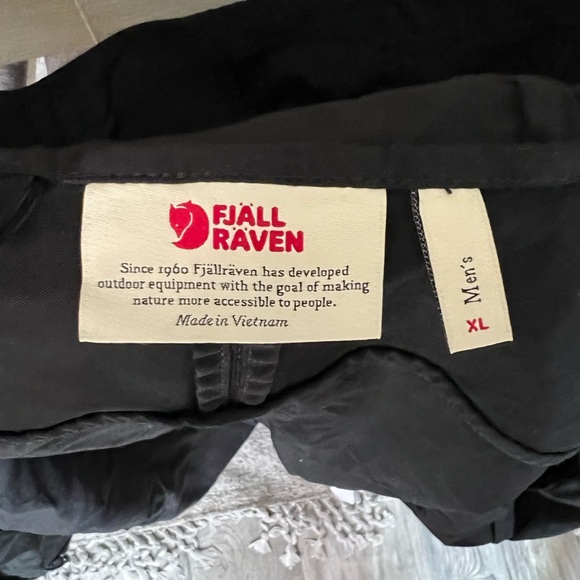 FJÄLL
RÄVEN
Since 1960 Fjällräven has developed
outdoor equipment with the goal of making
nature more accessible to people.
Made in Vietnam
Men's
XL